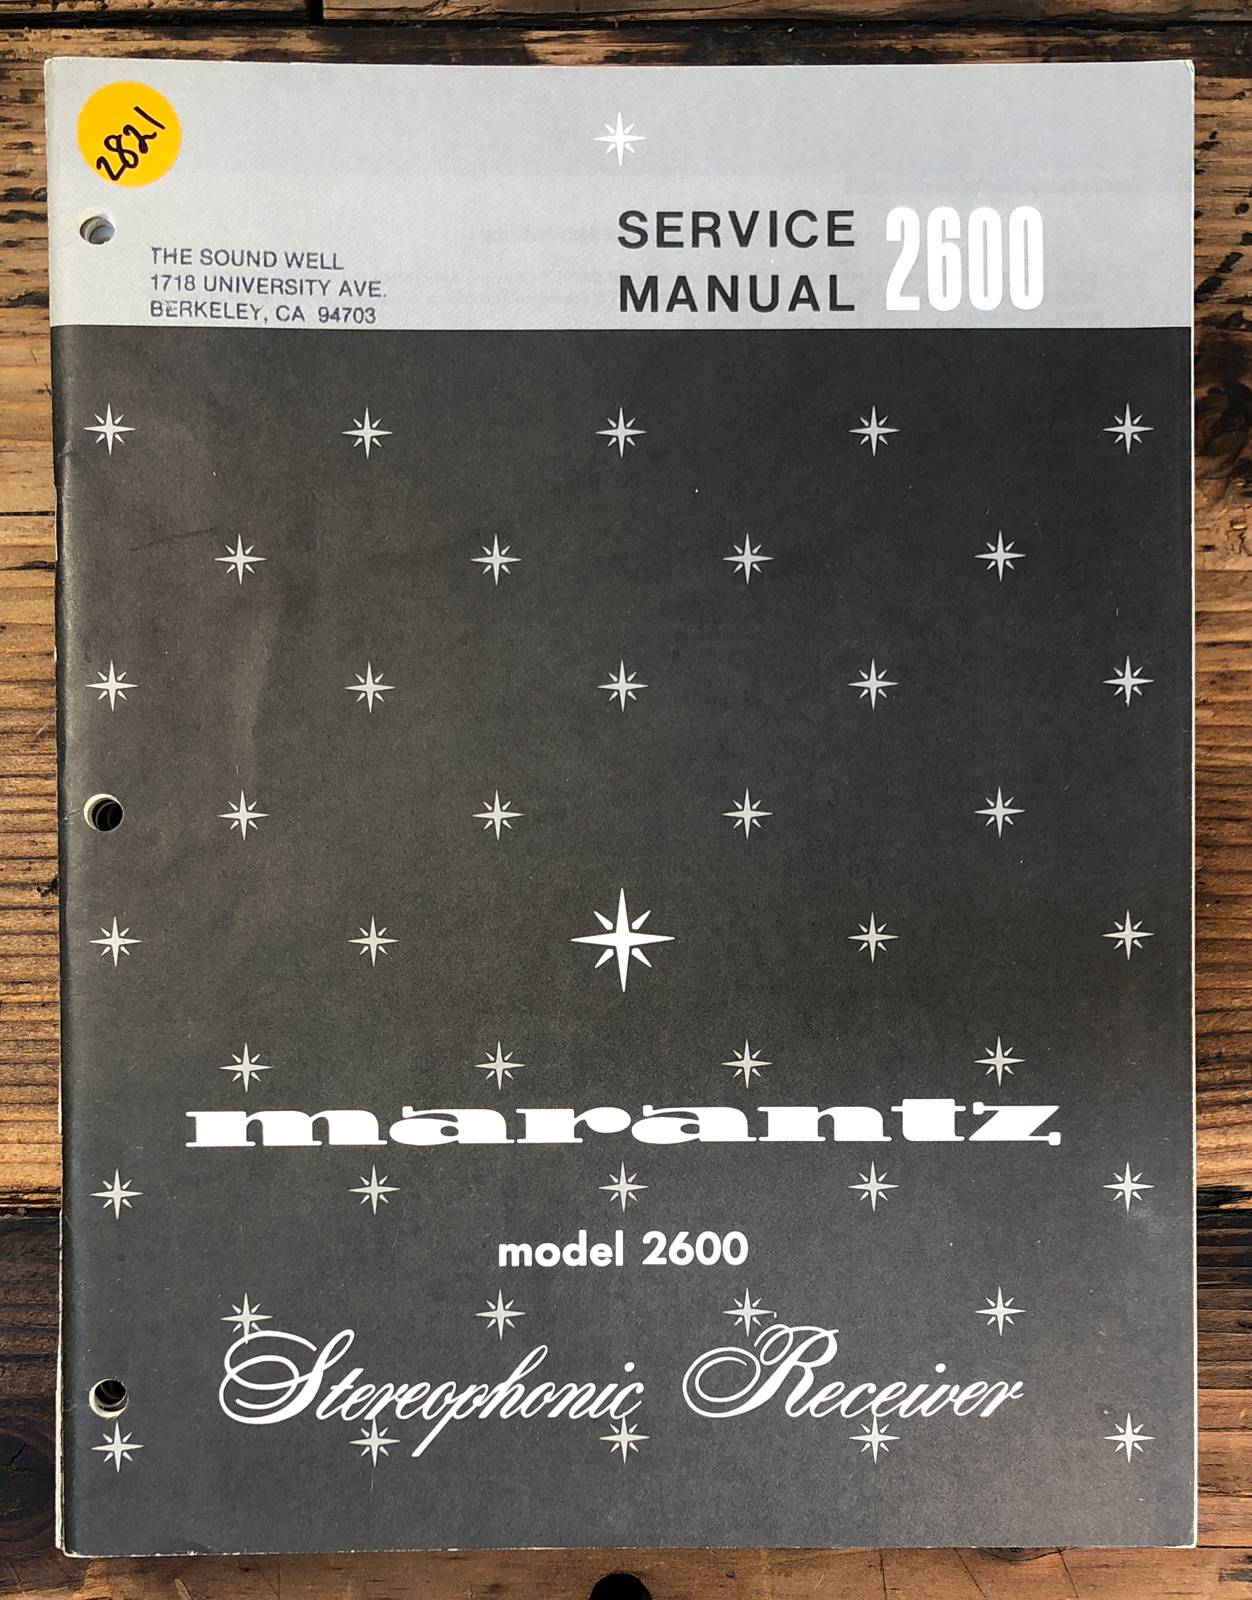 2821
SERVICE 2600
MANUAL
THE SOUND WELL
1718 UNIVERSITY AVE.
BERKELEY, CA 94703
marantz
model 2600
Stereophonic Receiver